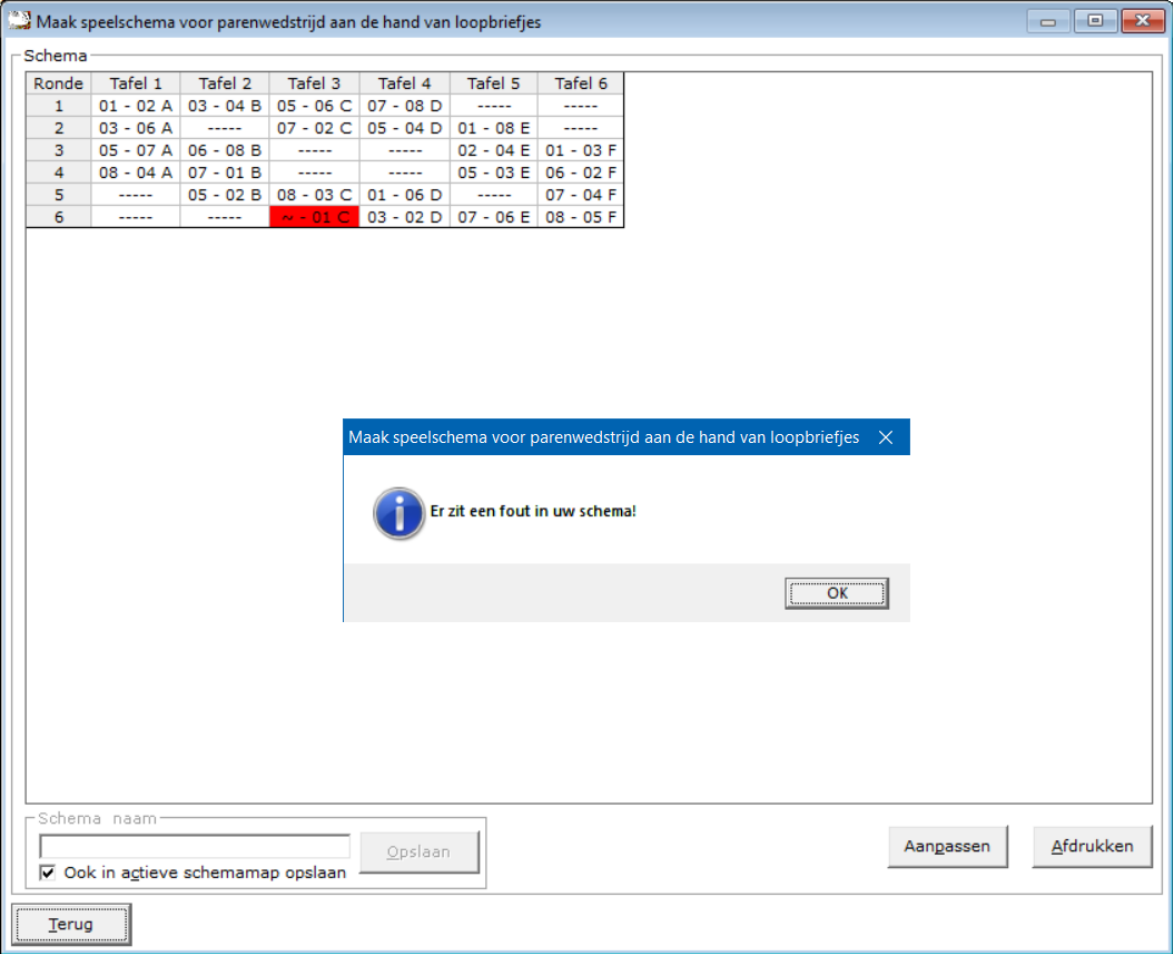 Maak speelschema voor parenwedstrijd aan de hand van loopbriefjes
Schema
Ronde Tafel 1 Tafel 2 Tafel 3 Tafel 4 Tafel 5 Tafel 6
1 01 - 02 A 03 - 04 B 05 - 06 C 07 - 08 D ----- -----
2 03 - 06 A ----- 07 - 02 C 05 - 04 D 01 - 08 E -----
3 05 - 07 A 06 - 08 B ----- ----- 02 - 04 E 01 - 03 F
4 08 - 04 A 07 - 01 B ----- ----- 05 - 03 E 06 - 02 F
5 ----- 05 - 02 B 08 - 03 C 01 - 06 D ----- 07 - 04 F
6 ----- ----- ~ - 01 C 03 - 02 D 07 - 06 E 08 - 05 F
Maak speelschema voor parenwedstrijd aan de hand van loopbriefjes
Er zit een fout in uw schema!
OK
Schema naam
Opslaan
Ook in actieve schemamap opslaan
Aanpassen
Afdrukken
Terug